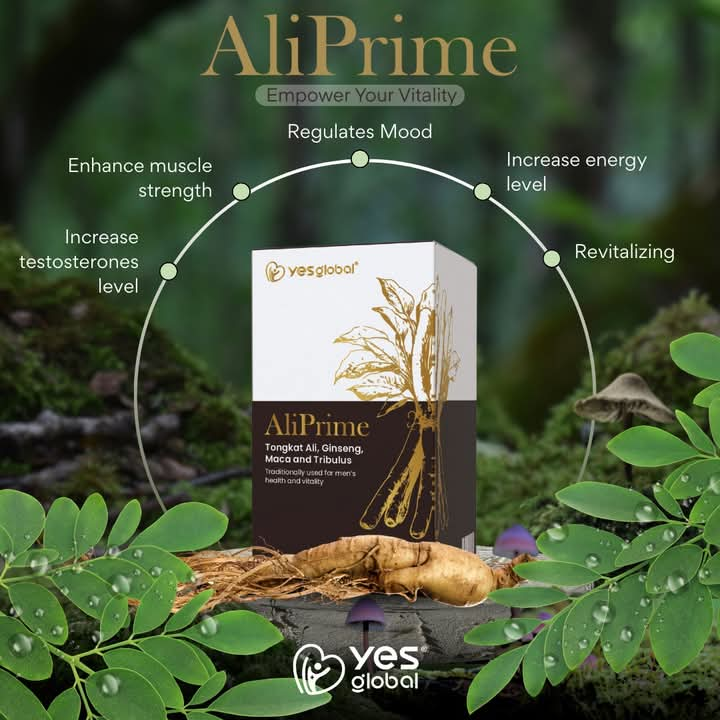 AliPrime
Empower Your Vitality
Regulates Mood
Enhance muscle
strength
Increase energy
level
Increase
testosterones
level
Revitalizing
yesglobal®
AliPrime
Tongkat Ali, Ginseng,
Maca and Tribulus
Traditionally used for men's
health and vitality
yes®
global